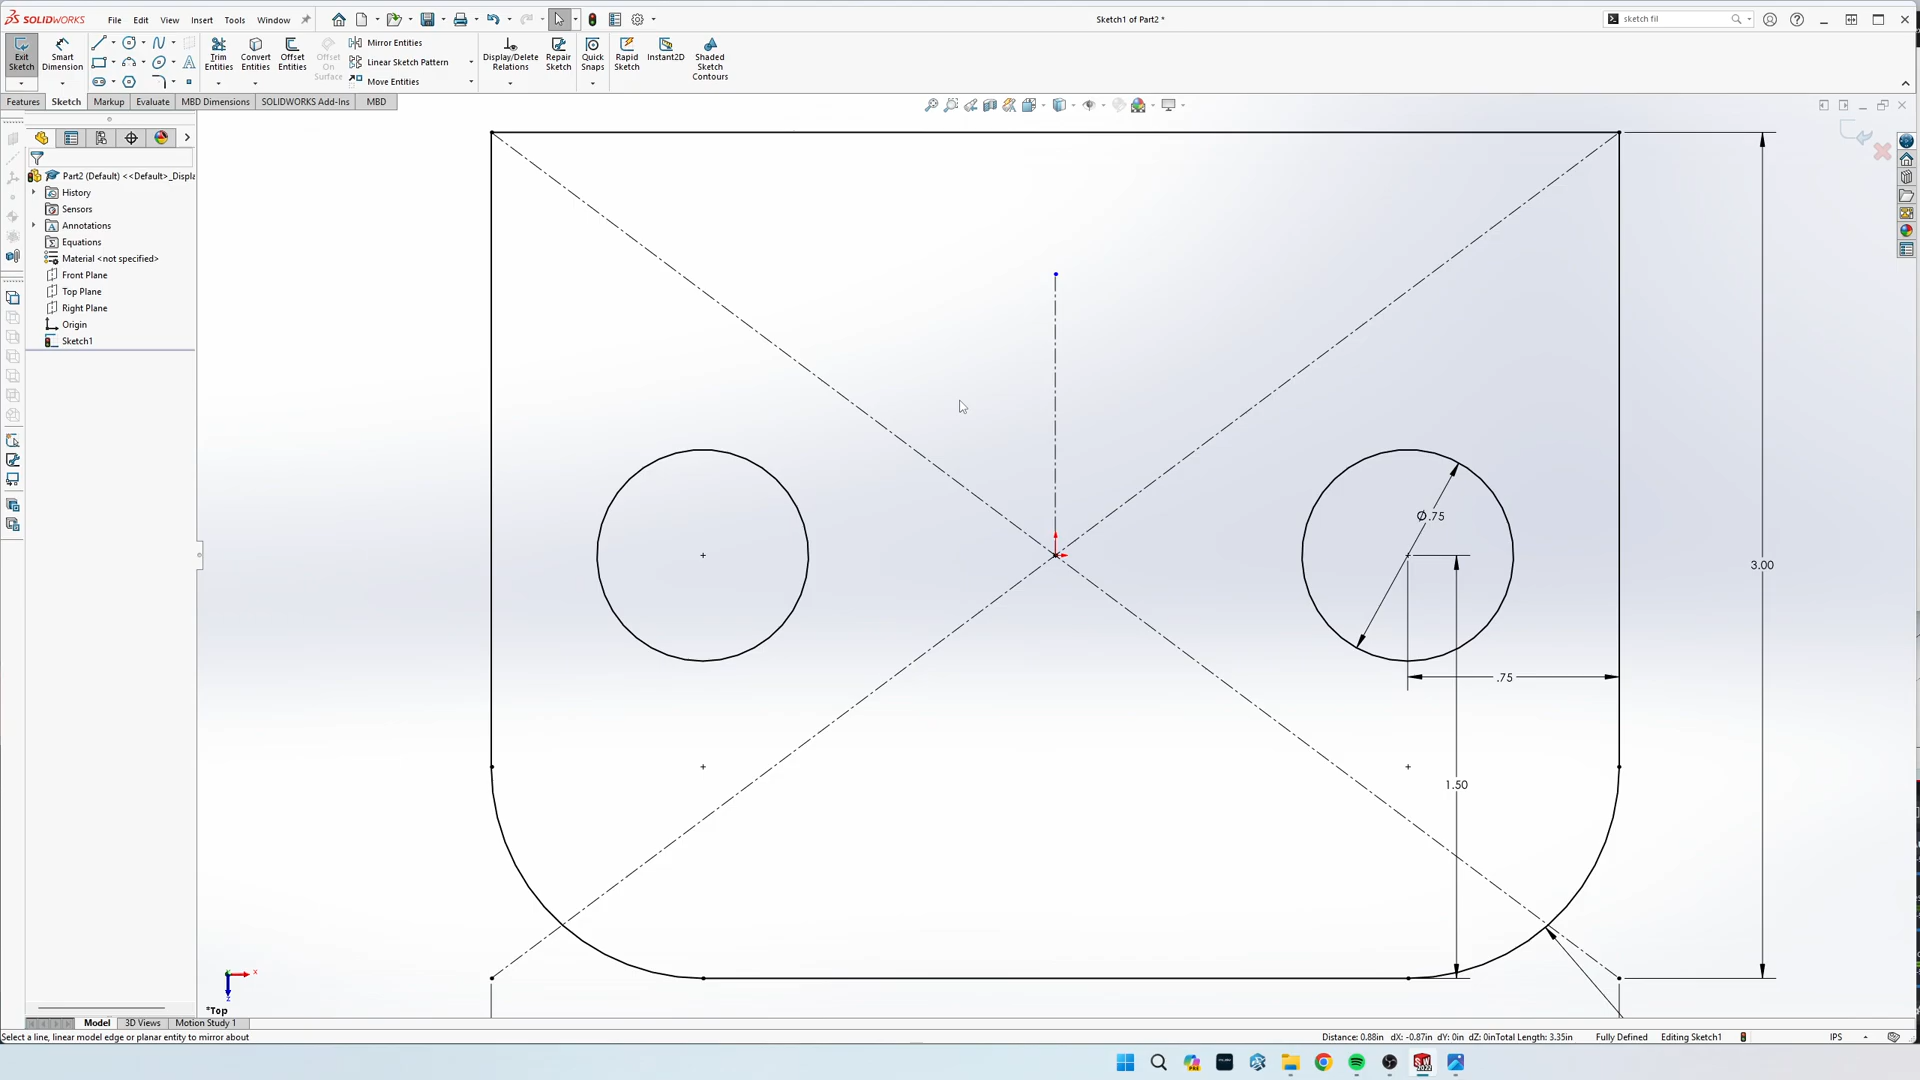 SOLIDWORKS File Edit View Insert Tools Window Sketch1 of Part2 * sketch fil
Exit Sketch Smart Dimension Trim Entities Convert Entities Offset Entities Offset On Surface Mirror Entities Linear Sketch Pattern Move Entities Display/Delete Relations Repair Sketch Quick Snaps Rapid Sketch Instant2D Shaded Sketch Contours
Features Sketch Markup Evaluate MBD Dimensions SOLIDWORKS Add-Ins MBD
Part2 (Default) <<Default>_Displa
History
Sensors
Annotations
Equations
Material <not specified>
Front Plane
Top Plane
Right Plane
Origin
Sketch1
Ø.75
3.00
.75
1.50
x
z
*Top
Model 3D Views Motion Study 1
Select a line, linear model edge or planar entity to mirror about Distance: 0.88in dX: -0.87in dY: 0in dZ: 0inTotal Length: 3.35in Fully Defined Editing Sketch1 IPS